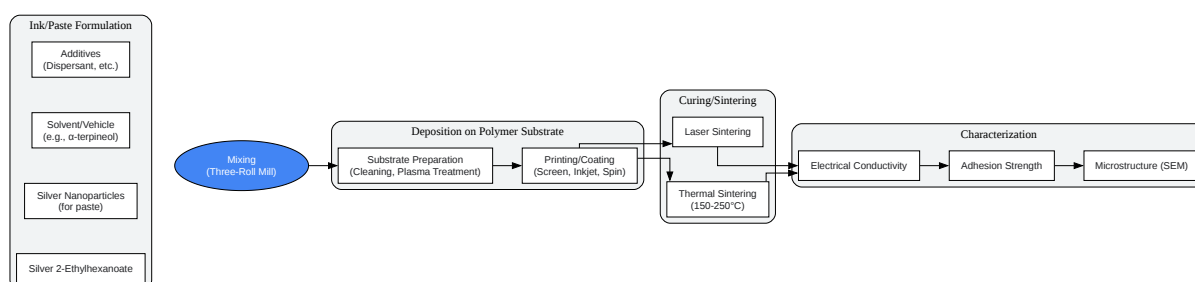 Ink/Paste Formulation
Additives
(Dispersant, etc.)
Solvent/Vehicle
(e.g., α-terpineol)
Silver Nanoparticles
(for paste)
Silver 2-Ethylhexanoate
Mixing
(Three-Roll Mill)
Deposition on Polymer Substrate
Substrate Preparation
(Cleaning, Plasma Treatment)
Printing/Coating
(Screen, Inkjet, Spin)
Curing/Sintering
Laser Sintering
Thermal Sintering
(150-250°C)
Characterization
Electrical Conductivity
Adhesion Strength
Microstructure (SEM)